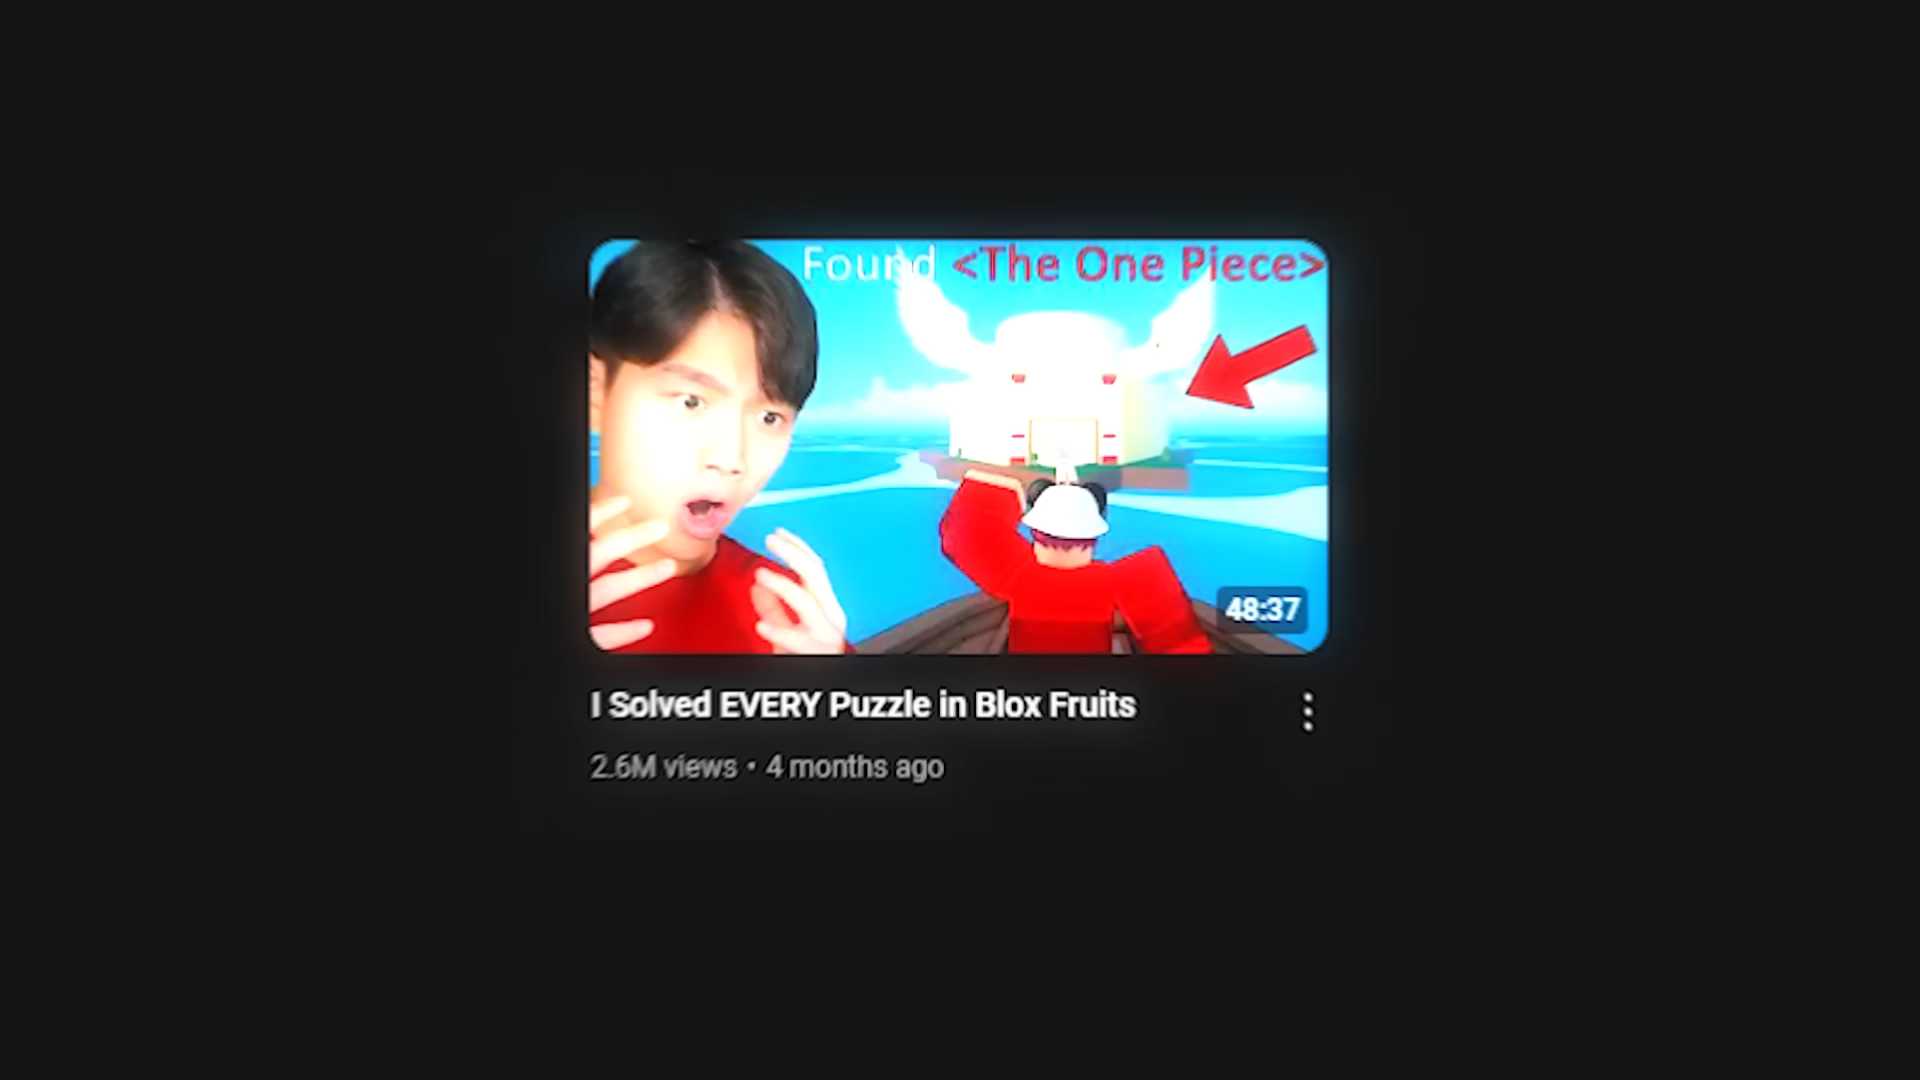 Found <The One Piece>
48:37
I Solved EVERY Puzzle in Blox Fruits
2.6M views • 4 months ago